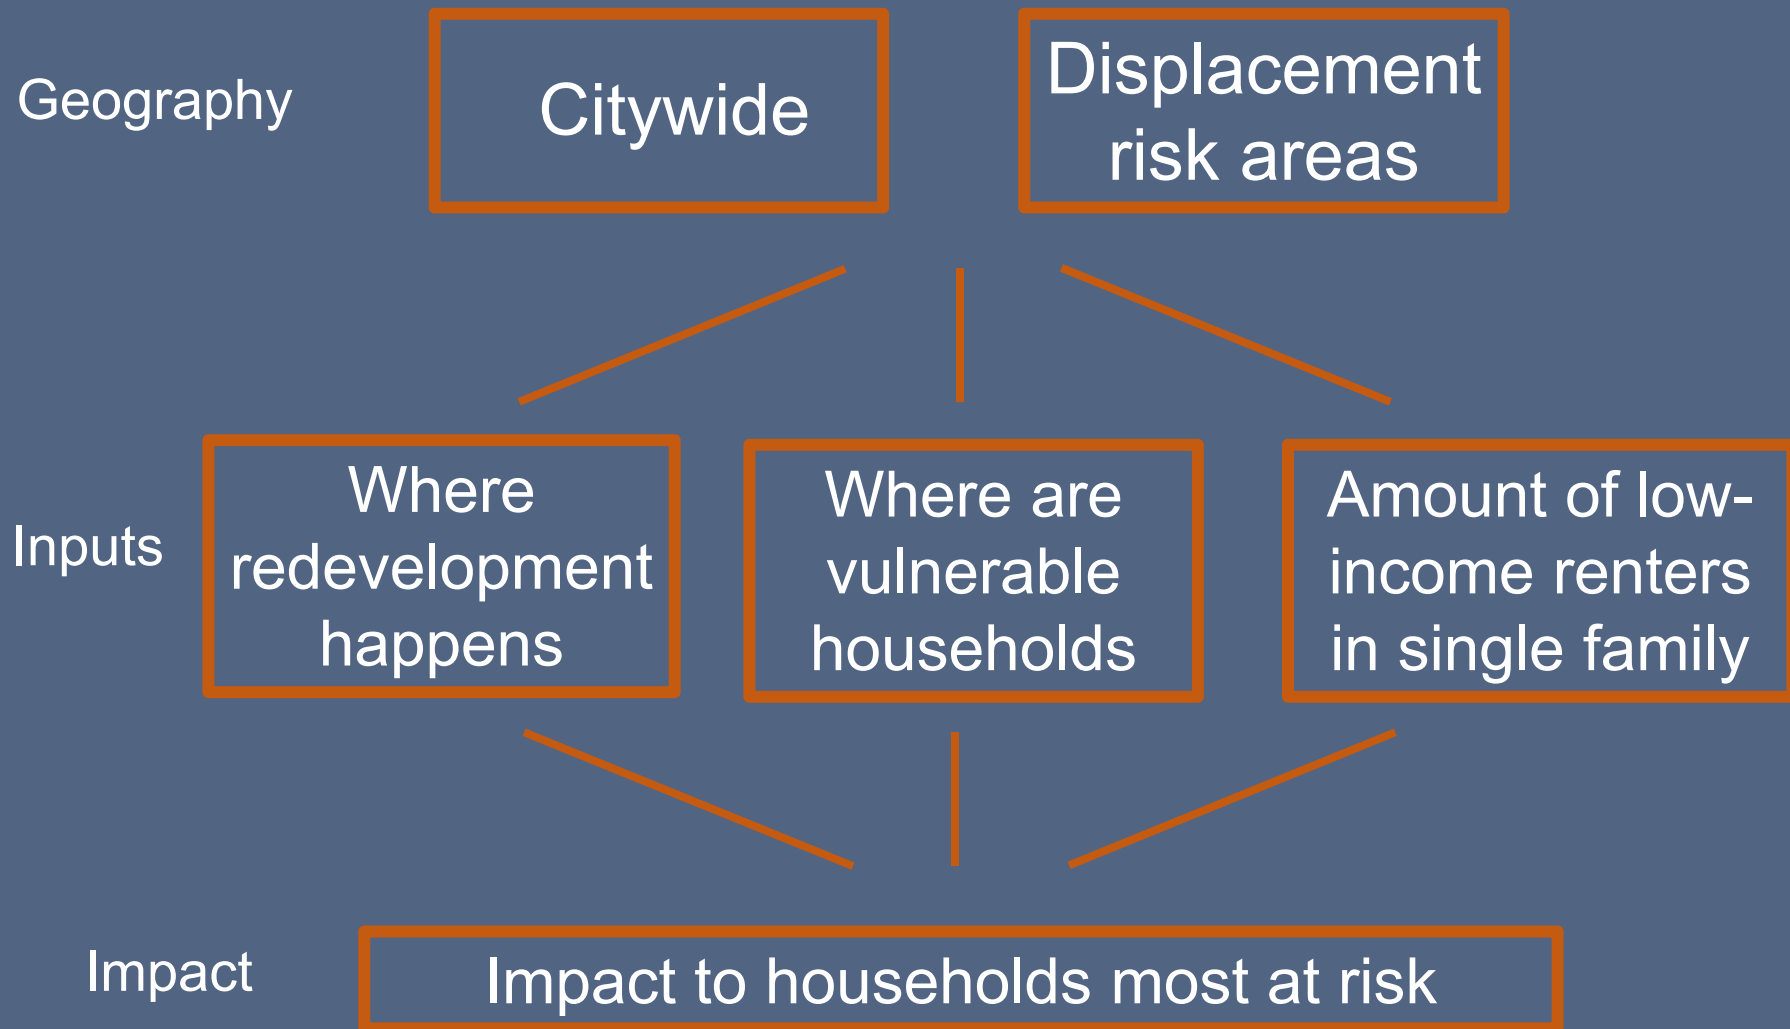 Geography
Citywide
Displacement
risk areas
Inputs
Where
redevelopment
happens
Where are
vulnerable
households
Amount of low-
income renters
in single family
Impact
Impact to households most at risk